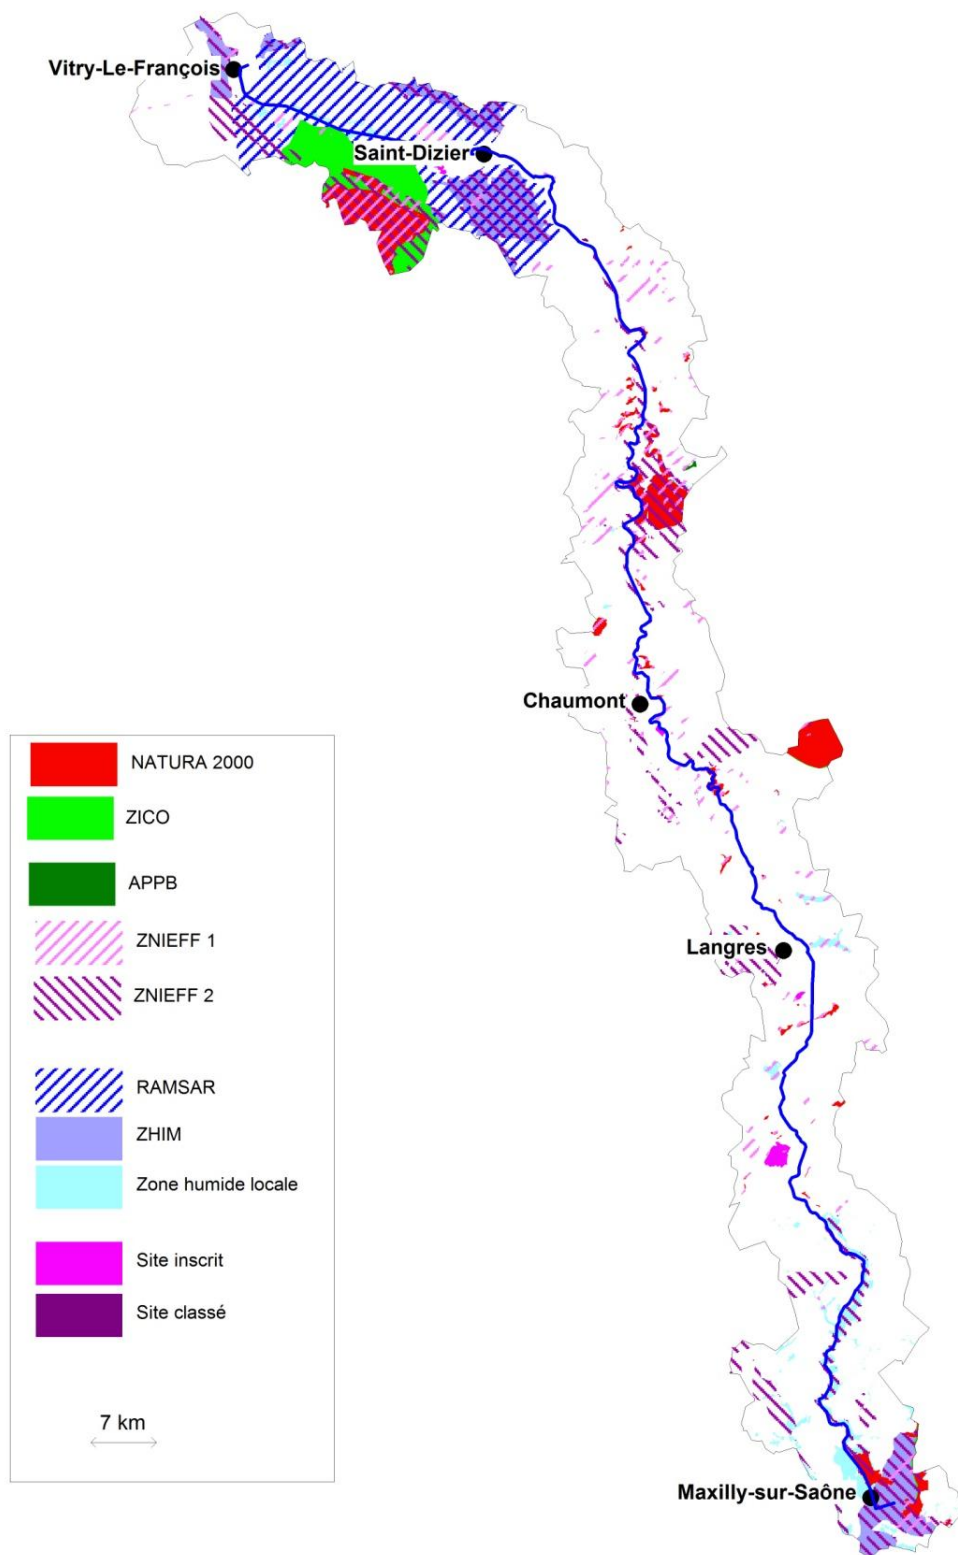 Vitry-Le-François
Saint-Dizier
Chaumont
NATURA 2000
ZICO
APPB
ZNIEFF 1
Langres
ZNIEFF 2
RAMSAR
ZHIM
Zone humide locale
Site inscrit
Site classé
7 km
Maxilly-sur-Saône